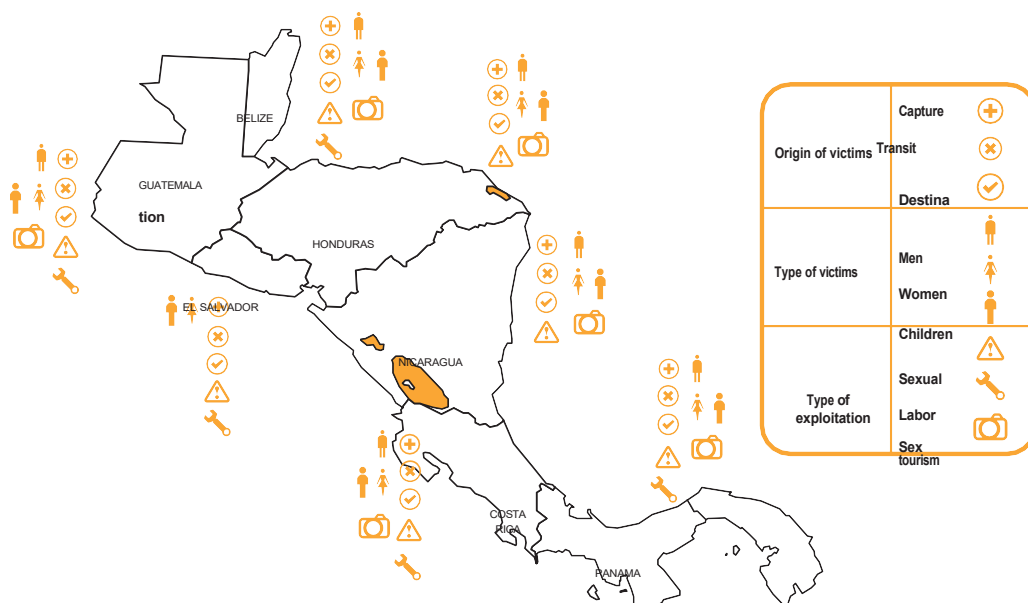 BELIZE
GUATEMALA
tion
HONDURAS
EL SALVADOR
NICARAGUA
COSTA
RICA
PANAMA
Capture
Origin of victims Transit
Destina
Type of victims
Men
Women
Children
Sexual
Type of
exploitation
Labor
Sex
tourism